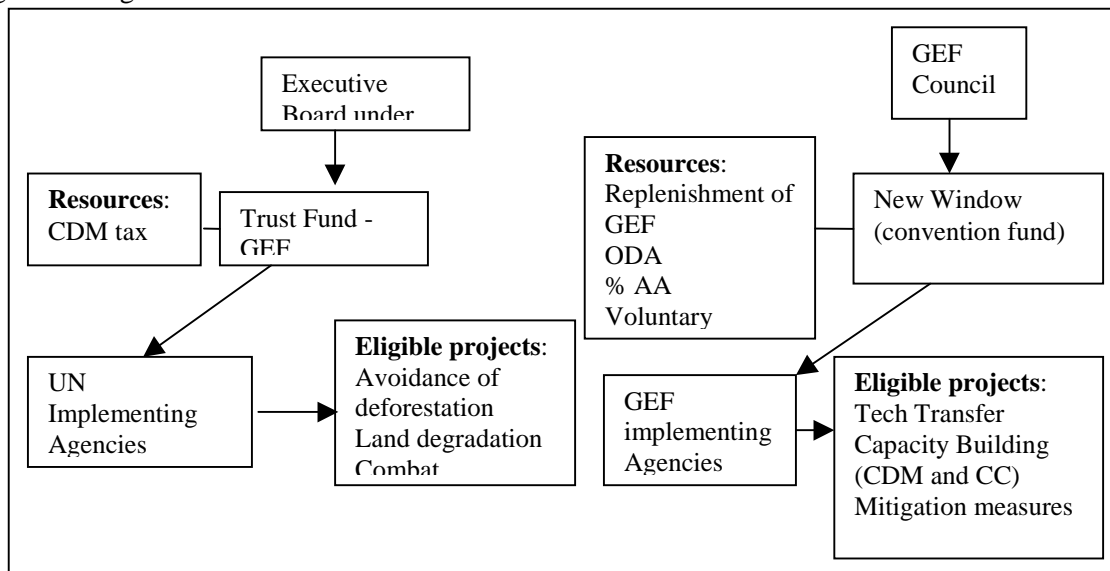 Executive
Board under
Resources:
CDM tax
Trust Fund -
GEF
UN
Implementing
Agencies
Eligible projects:
Avoidance of
deforestation
Land degradation
Combat
GEF
Council
Resources:
Replenishment of
GEF
ODA
% AA
Voluntary
New Window
(convention fund)
GEF
implementing
Agencies
Eligible projects:
Tech Transfer
Capacity Building
(CDM and CC)
Mitigation measures